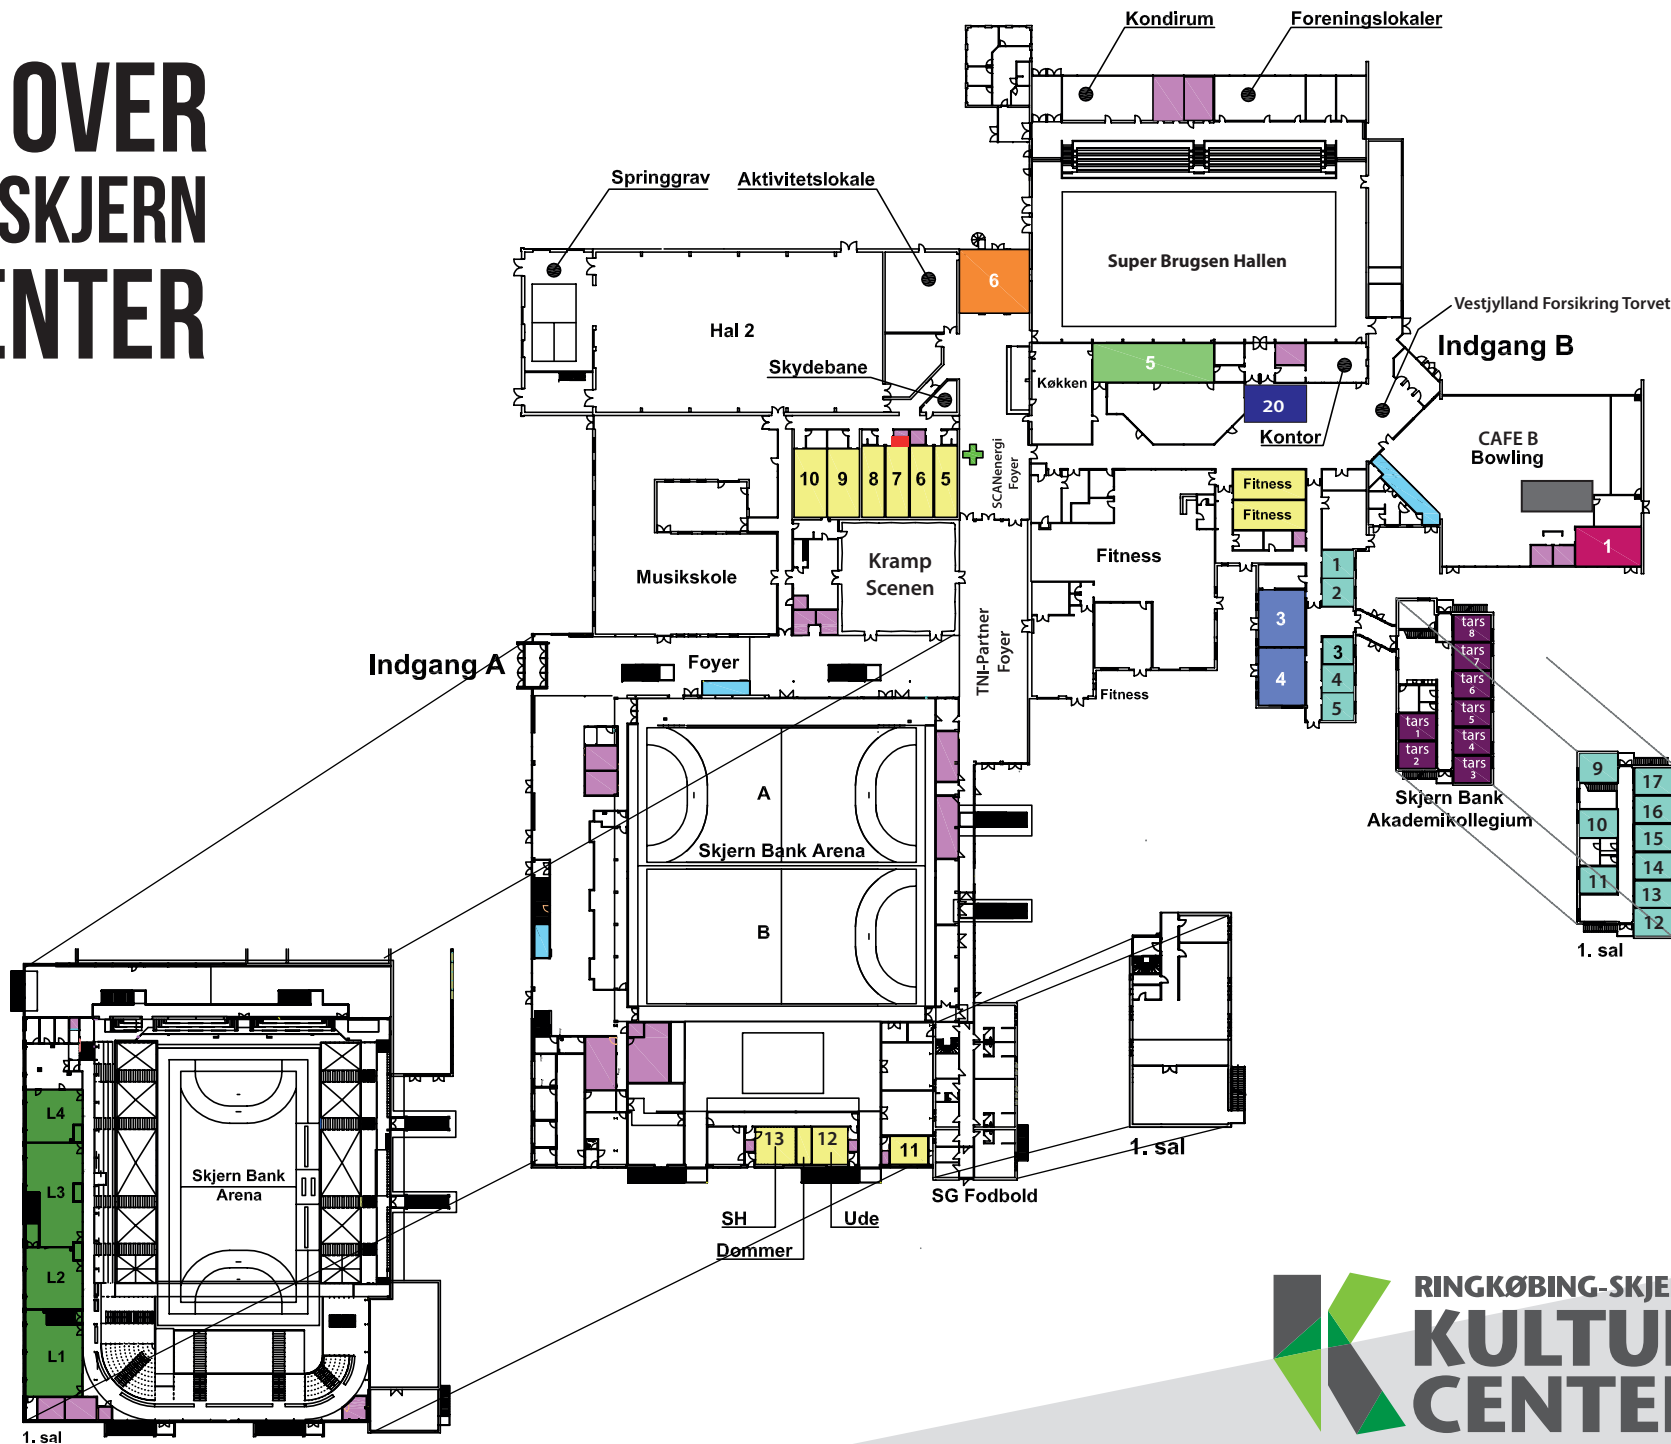 OVER
SKJERN
ENTER
Kondirum
Foreningslokaler
Springgrav
Aktivitetslokale
6
Super Brugsen Hallen
Vestjylland Forsikring Torvet
Indgang B
Hal 2
Skydebane
Køkken
5
20
Kontor
CAFE B
Bowling
SCANenergi
Foyer
10
9
8
7
6
5
Fitness
Fitness
1
Kramp
Scenen
Musikskole
Fitness
1
2
3
4
3
4
5
Fitness
TNI-Partner
Foyer
Indgang A
Foyer
tars
8
tars
7
tars
6
tars
5
tars
4
tars
3
tars
1
tars
2
Skjern Bank
Akademikollegium
9
10
11
17
16
15
14
13
12
1. sal
A
Skjern Bank Arena
B
13
12
11
SH
Dommer
Ude
SG Fodbold
1. sal
L4
L3
L2
L1
Skjern Bank
Arena
1. sal
RINGKØBING-SKJE
KULTU
CENTE